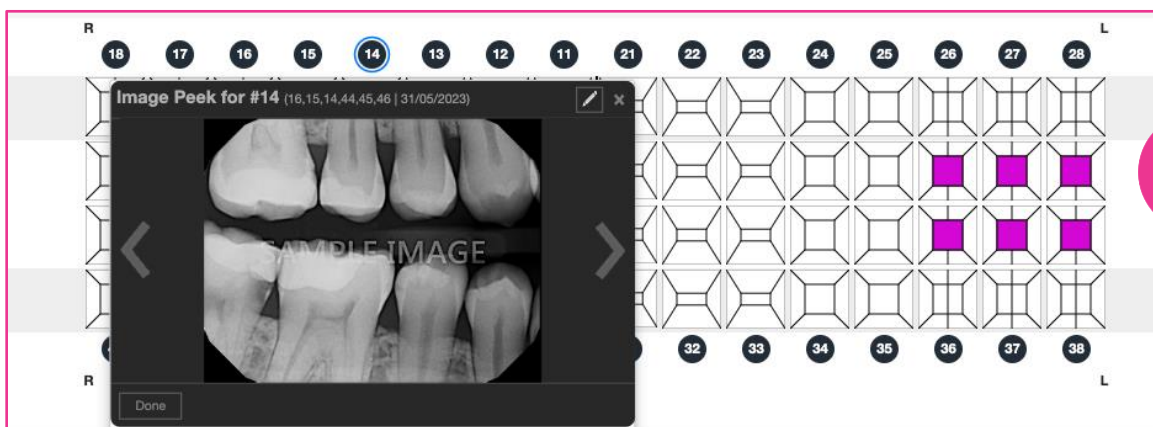 R L
18 17 16 15 14 13 12 11 21 22 23 24 25 26 27 28
Image Peek for #14 (16,15,14,44,45,46 | 31/05/2023)
SAMPLE IMAGE
32 33 34 35 36 37 38
R L
Done